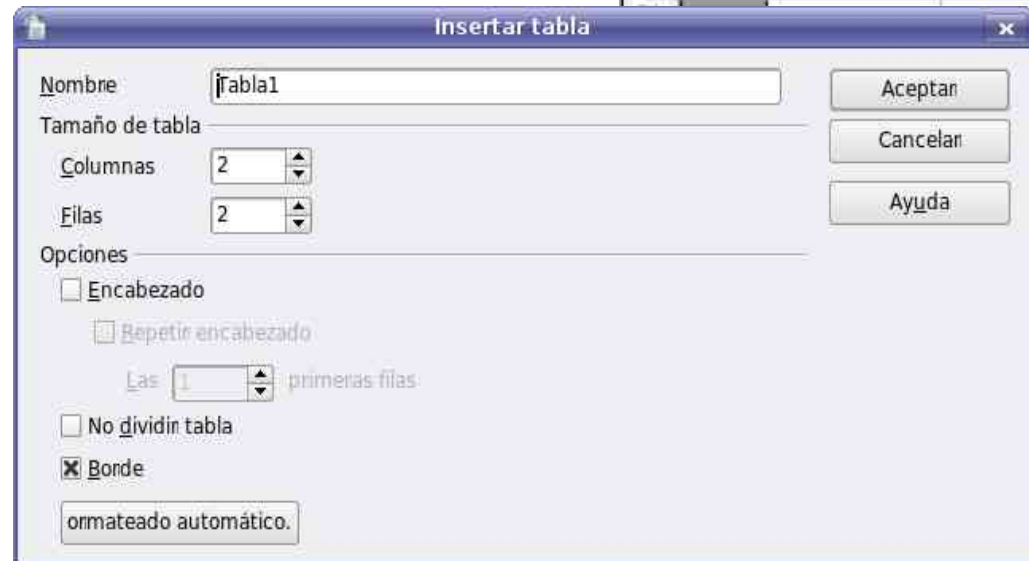 Insertar tabla
Nombre Tabla1 Aceptar
Tamaño de tabla Cancelar
Columnas 2
Filas 2 Ayuda
Opciones
Encabezado
Repetir encabezado
Las 1 primeras filas
No dividir tabla
Borde
ormateado automático.